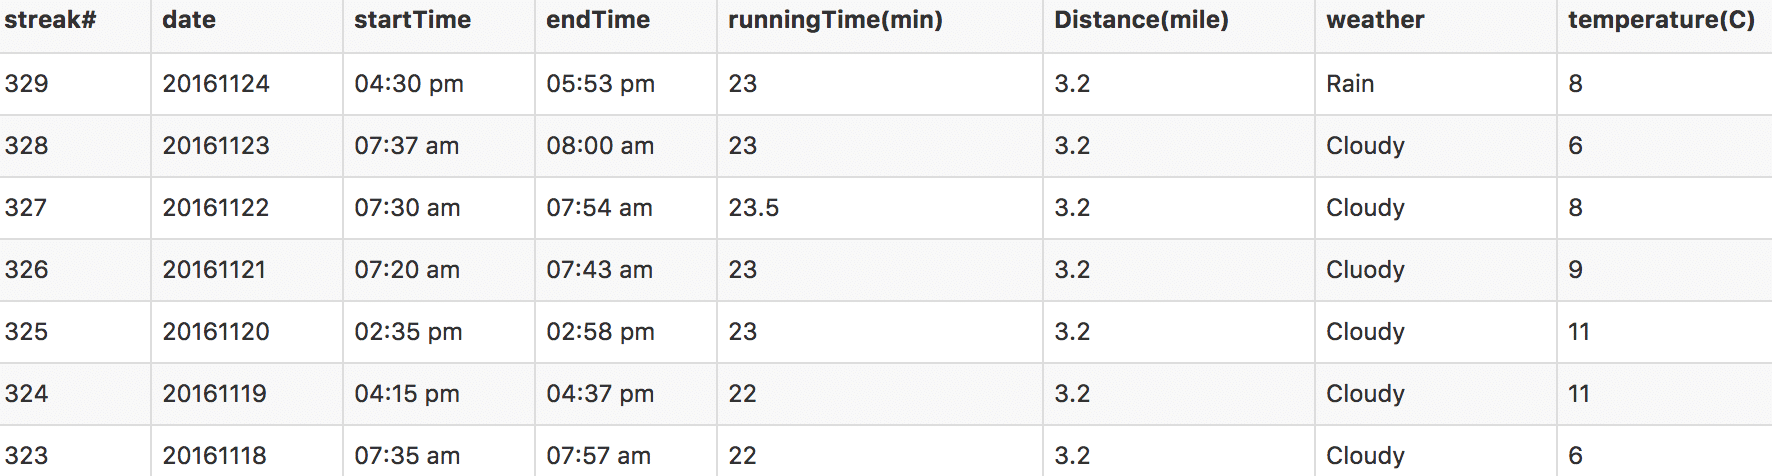 streak# date startTime endTime runningTime(min) Distance(mile) weather temperature(C)
329 20161124 04:30 pm 05:53 pm 23 3.2 Rain 8
328 20161123 07:37 am 08:00 am 23 3.2 Cloudy 6
327 20161122 07:30 am 07:54 am 23.5 3.2 Cloudy 8
326 20161121 07:20 am 07:43 am 23 3.2 Cluody 9
325 20161120 02:35 pm 02:58 pm 23 3.2 Cloudy 11
324 20161119 04:15 pm 04:37 pm 22 3.2 Cloudy 11
323 20161118 07:35 am 07:57 am 22 3.2 Cloudy 6